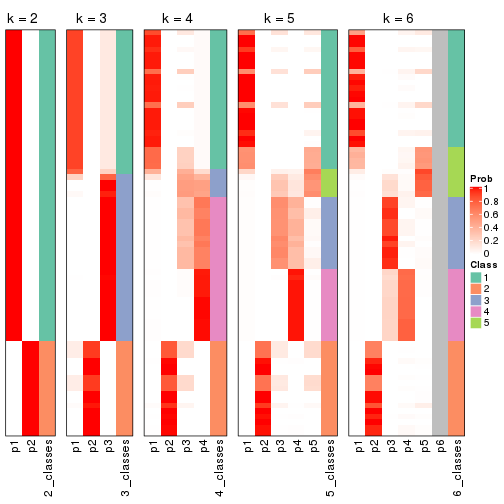 k = 2
k = 3
k = 4
k = 5
k = 6
Prob
1
0.8
0.6
0.4
0.2
0
Class
1
2
3
4
5
p1
p2
2_classes
p1
p2
p3
3_classes
p1
p2
p3
p4
4_classes
p1
p2
p3
p4
p5
5_classes
p1
p2
p3
p4
p5
p6
6_classes